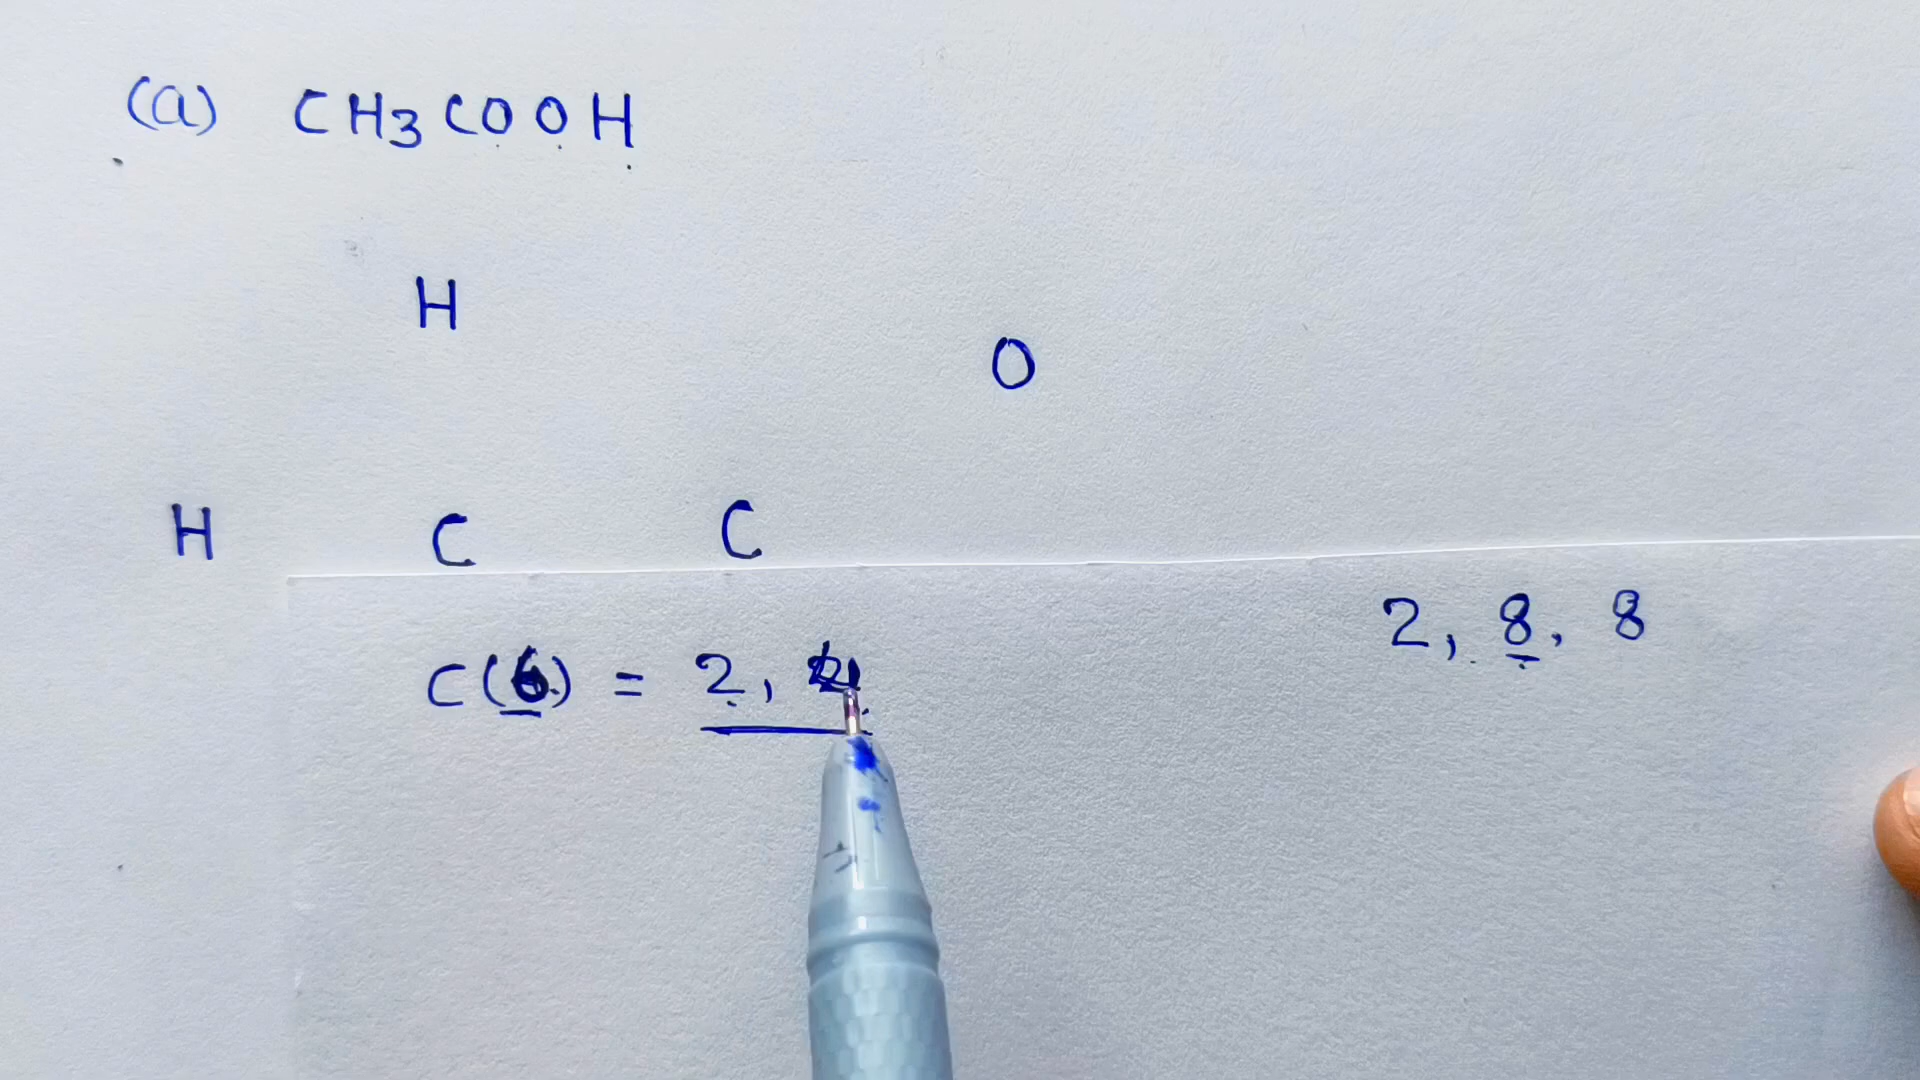 (a) CH3COOH
H
O
H C C
2, 8, 8
C(6) = 2, 4